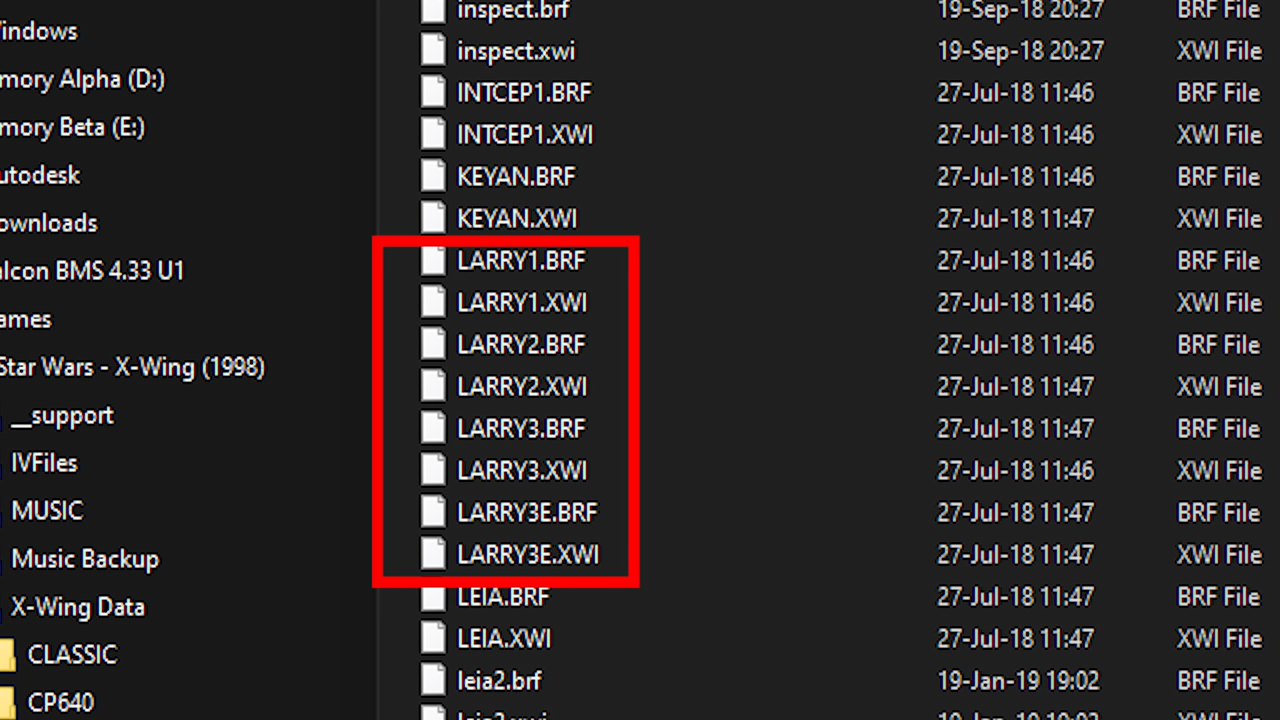 indows
mory Alpha (D:)
mory Beta (E:)
utodesk
ownloads
alcon BMS 4.33 U1
ames
Star Wars - X-Wing (1998)
__support
IVFiles
MUSIC
Music Backup
X-Wing Data
CLASSIC
CP640
inspect.brf 19-Sep-18 20:27 BRF File
inspect.xwi 19-Sep-18 20:27 XWI File
INTCEP1.BRF 27-Jul-18 11:46 BRF File
INTCEP1.XWI 27-Jul-18 11:46 XWI File
KEYAN.BRF 27-Jul-18 11:46 BRF File
KEYAN.XWI 27-Jul-18 11:47 XWI File
LARRY1.BRF 27-Jul-18 11:46 BRF File
LARRY1.XWI 27-Jul-18 11:46 XWI File
LARRY2.BRF 27-Jul-18 11:46 BRF File
LARRY2.XWI 27-Jul-18 11:47 XWI File
LARRY3.BRF 27-Jul-18 11:47 BRF File
LARRY3.XWI 27-Jul-18 11:46 XWI File
LARRY3E.BRF 27-Jul-18 11:47 BRF File
LARRY3E.XWI 27-Jul-18 11:47 XWI File
LEIA.BRF 27-Jul-18 11:47 BRF File
LEIA.XWI 27-Jul-18 11:47 XWI File
leia2.brf 19-Jan-19 19:02 BRF File